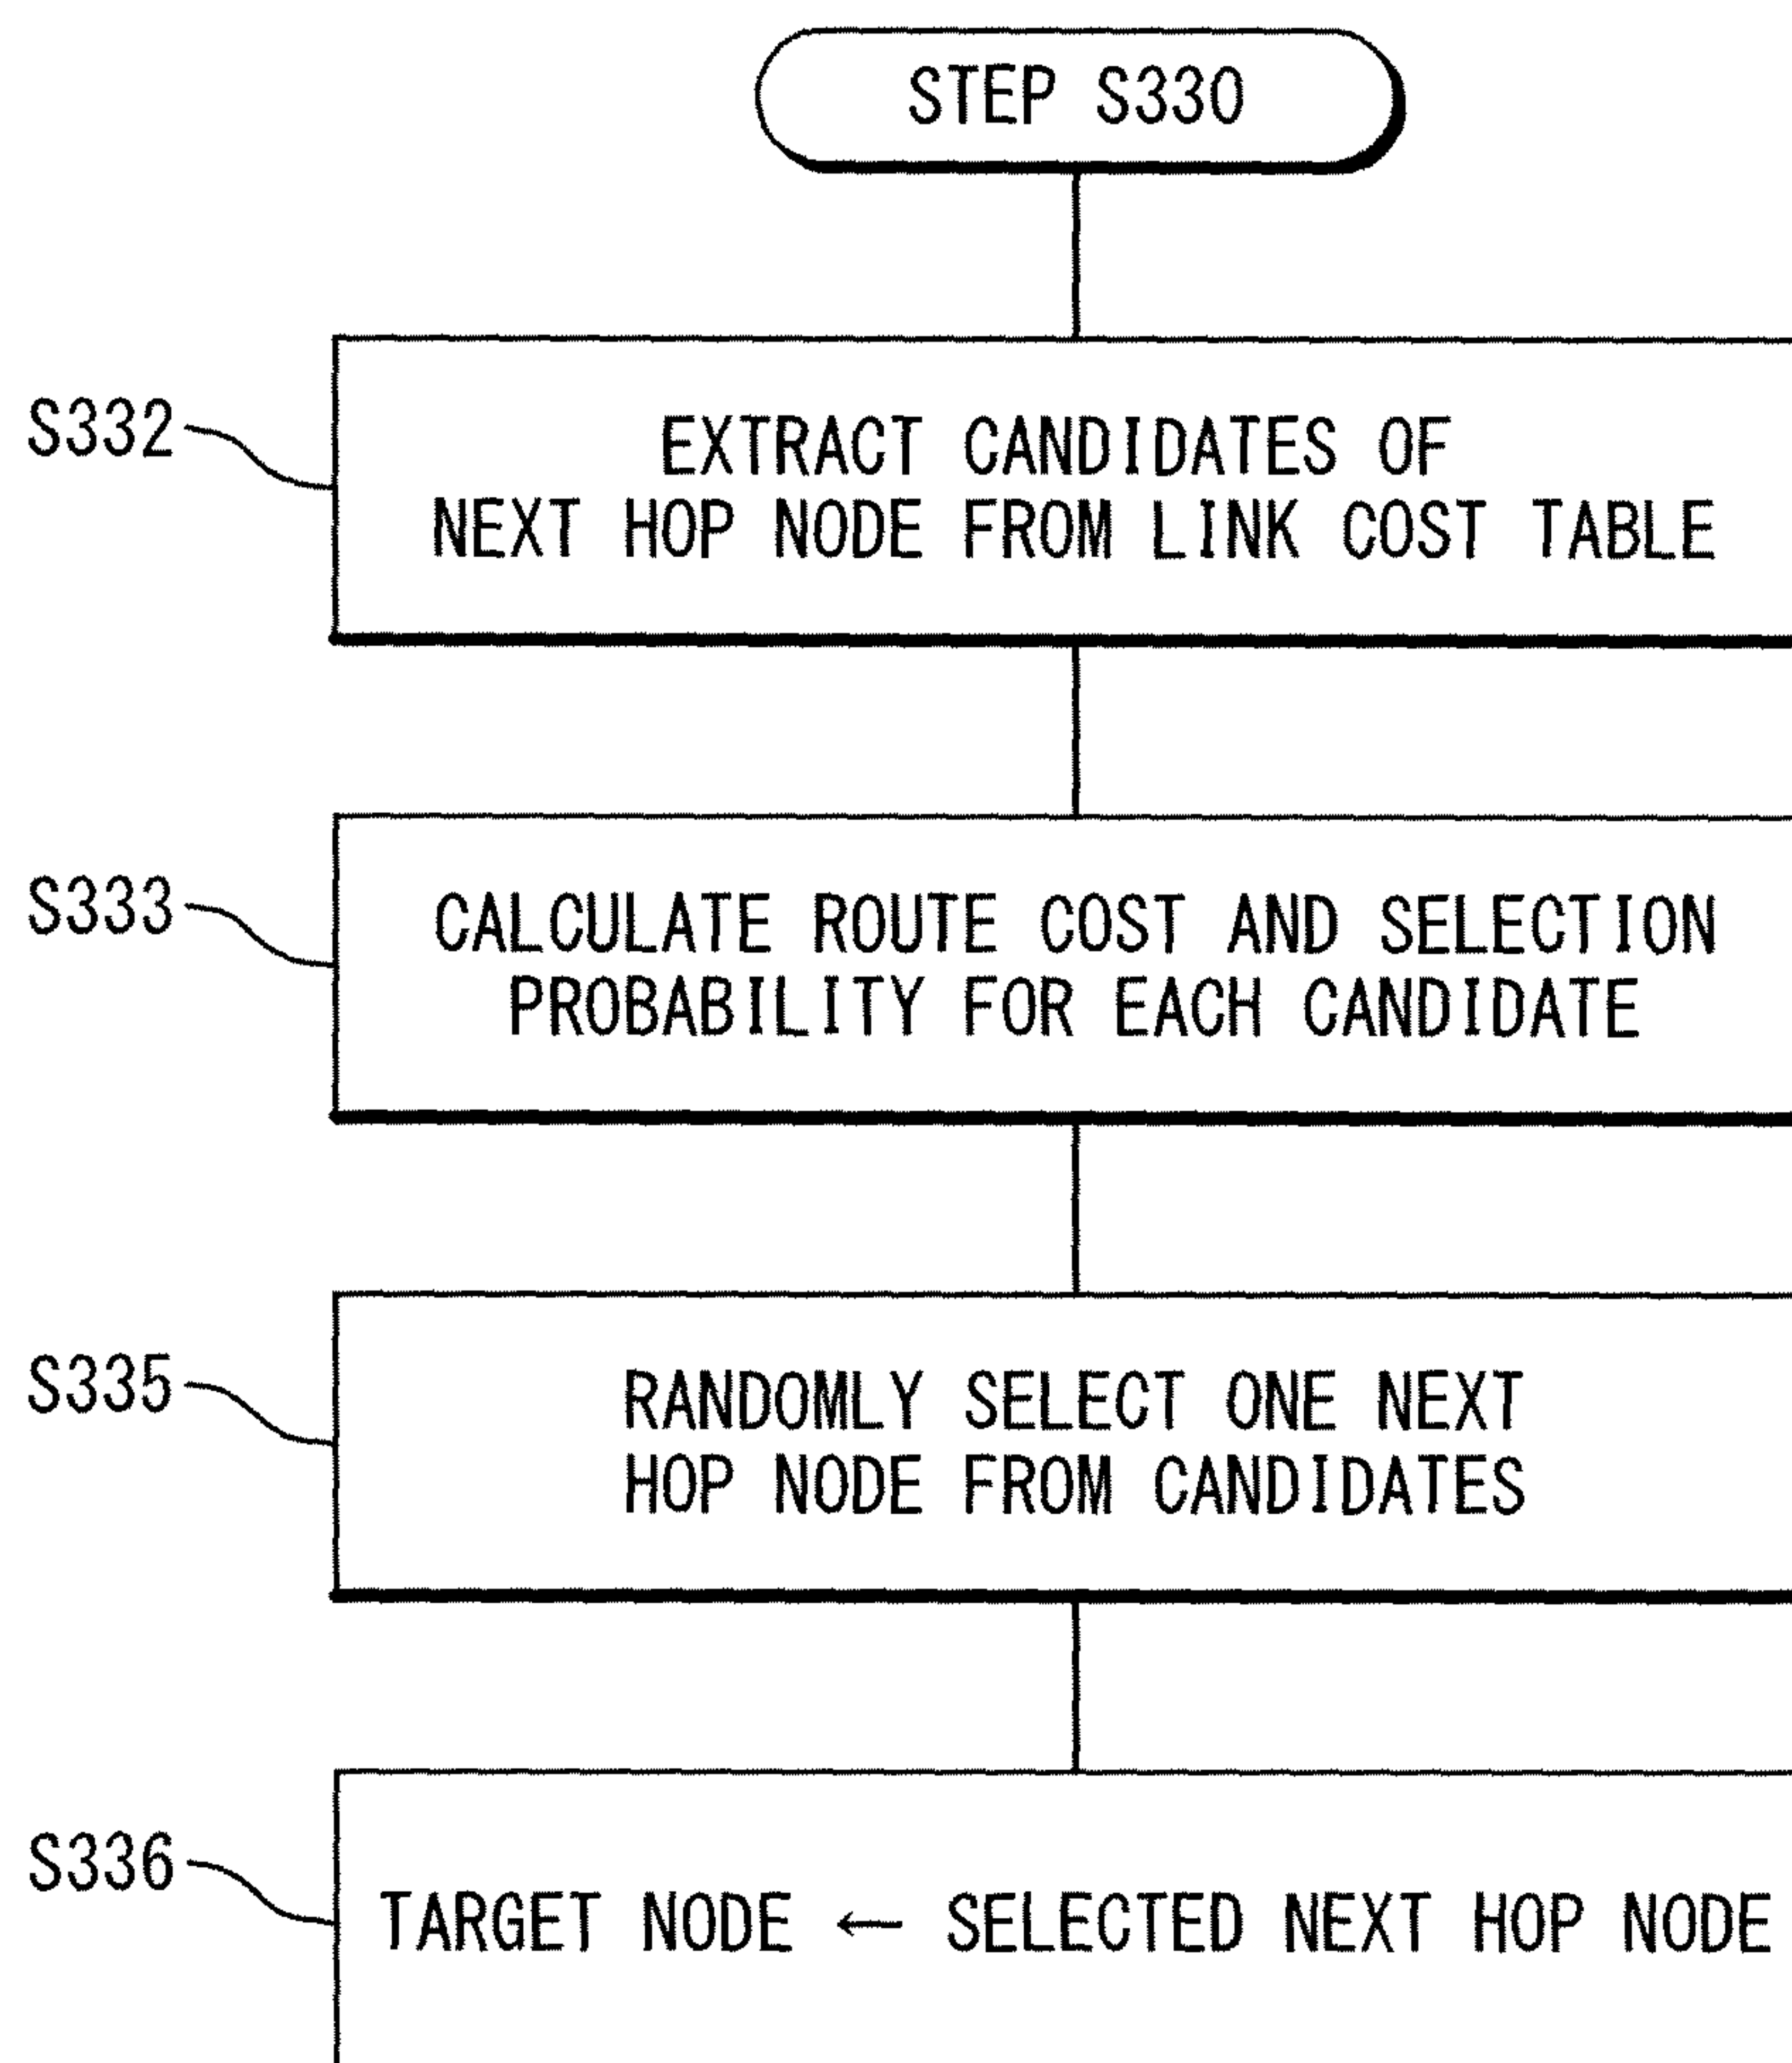 STEP S330
S332
EXTRACT CANDIDATES OF
NEXT HOP NODE FROM LINK COST TABLE
S333
CALCULATE ROUTE COST AND SELECTION
PROBABILITY FOR EACH CANDIDATE
S335
RANDOMLY SELECT ONE NEXT
HOP NODE FROM CANDIDATES
S336
TARGET NODE ← SELECTED NEXT HOP NODE